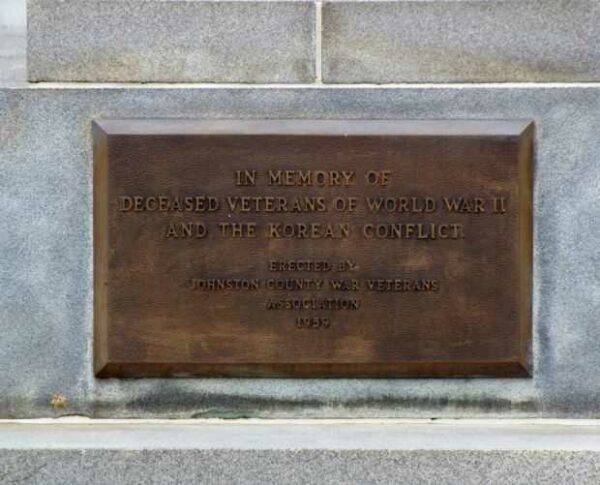 IN MEMORY OF
DECEASED VETERANS OF WORLD WAR II
AND THE KOREAN CONFLICT.
ERECTED BY
JOHNSTON COUNTY WAR VETERANS
ASSOCIATION
1959